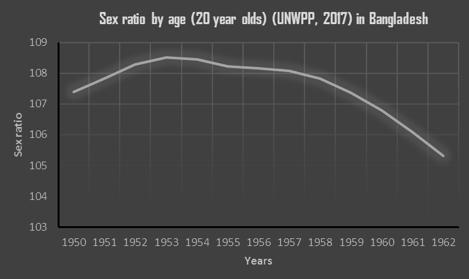 Sex ratio by age (20 year olds) (UNWPP, 2017) in Bangladesh
109
108
107
106
105
104
103
Sex ratio
1950 1951 1952 1953 1954 1955 1956 1957 1958 1959 1960 1961 1962
Years